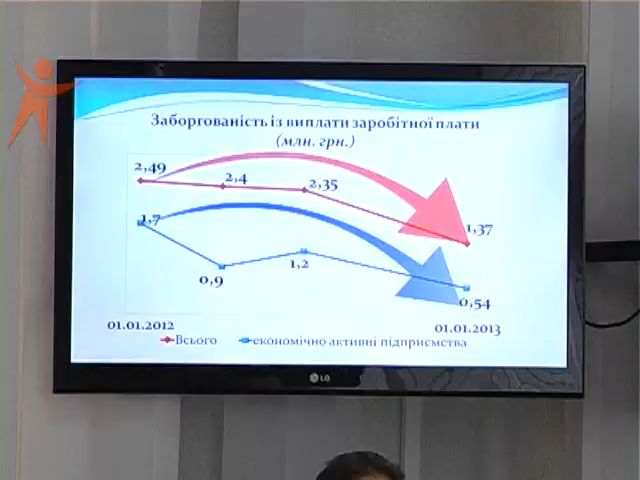 Заборгованість із виплати заробітної плати
(млн. грн.)
2,49
2,4
2,35
1,37
1,7
0,9
1,2
0,54
01.01.2012
01.01.2013
Всього
економічно активні підприємства
LG